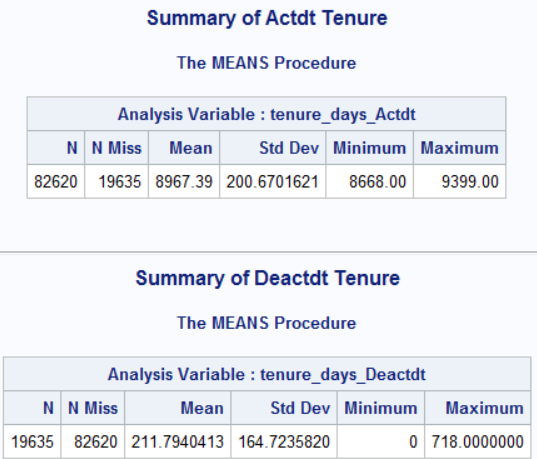 Summary of Actdt Tenure
The MEANS Procedure
Analysis Variable : tenure_days_Actdt
N N Miss Mean Std Dev Minimum Maximum
82620 19635 8967.39 200.6701621 8668.00 9399.00
Summary of Deactdt Tenure
The MEANS Procedure
Analysis Variable : tenure_days_Deactdt
N N Miss Mean Std Dev Minimum Maximum
19635 82620 211.7940413 164.7235820 0 718.0000000